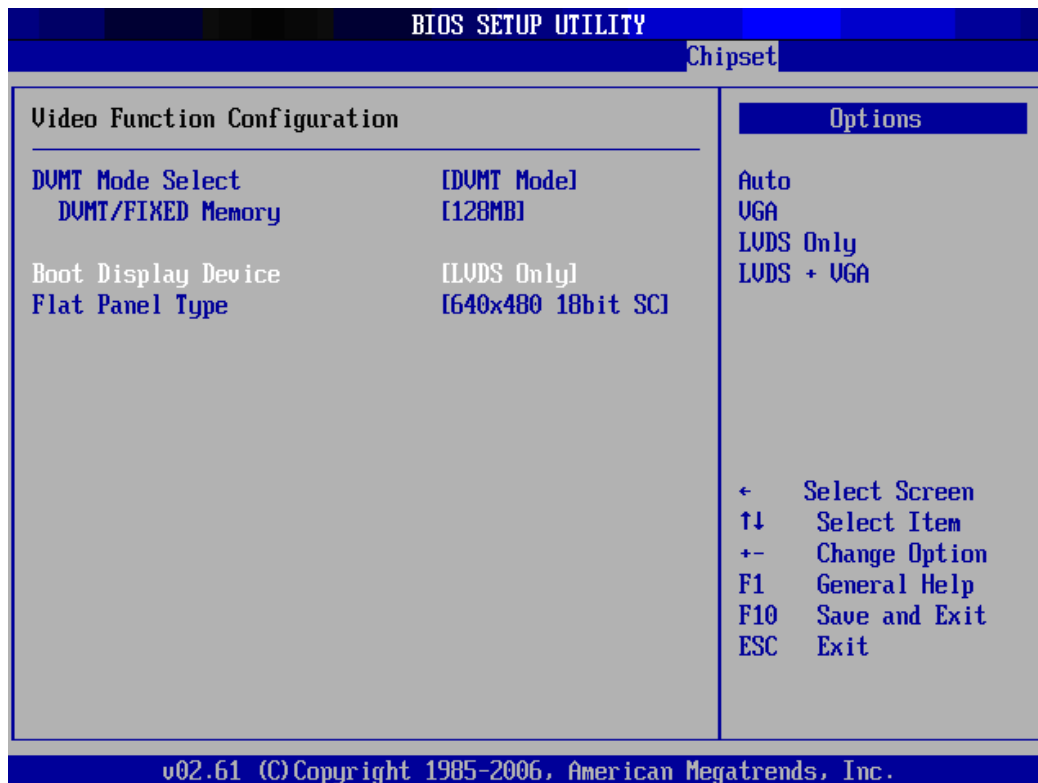 BIOS SETUP UTILITY
Chipset
Video Function Configuration
DVMT Mode Select [DVMT Mode]
DVMT/FIXED Memory [128MB]
Boot Display Device [LVDS Only]
Flat Panel Type [640x480 18bit SC]
Options
Auto
VGA
LVDS Only
LVDS + VGA
← Select Screen
↑↓ Select Item
+- Change Option
F1 General Help
F10 Save and Exit
ESC Exit
v02.61 (C)Copyright 1985-2006, American Megatrends, Inc.